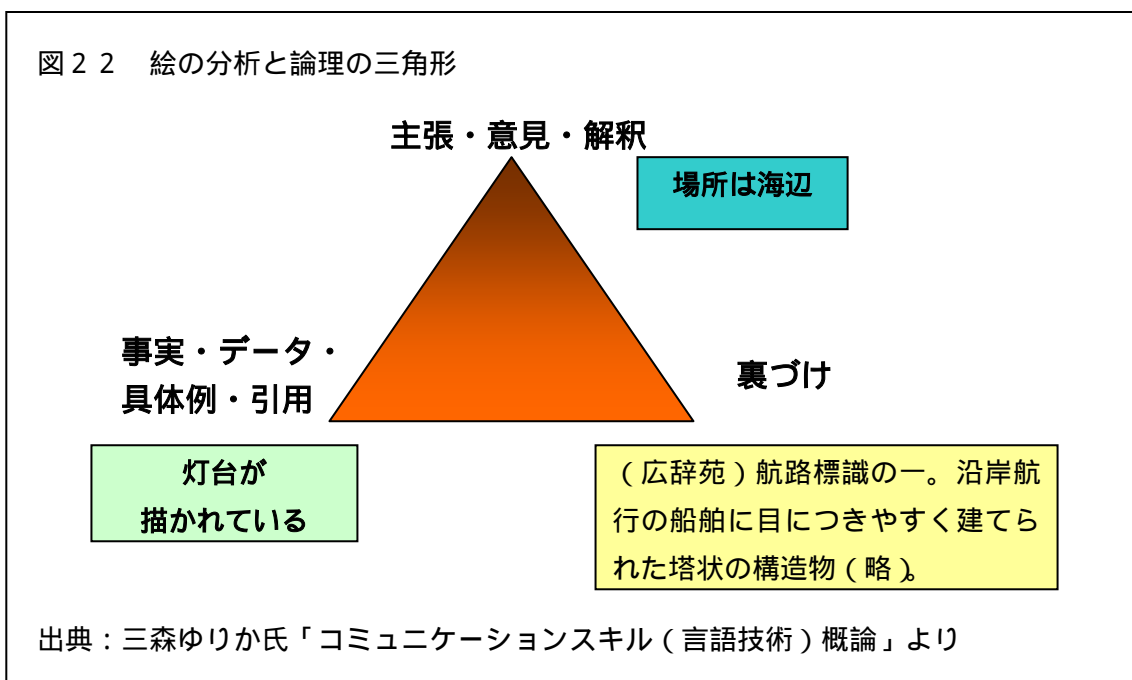 図２２　絵の分析と論理の三角形
主張・意見・解釈
場所は海辺
事実・データ・
具体例・引用
裏づけ
灯台が
描かれている
（広辞苑）航路標識の一。沿岸航
行の船舶に目につきやすく建てら
れた塔状の構造物（略）。
出典：三森ゆりか氏「コミュニケーションスキル（言語技術）概論」より